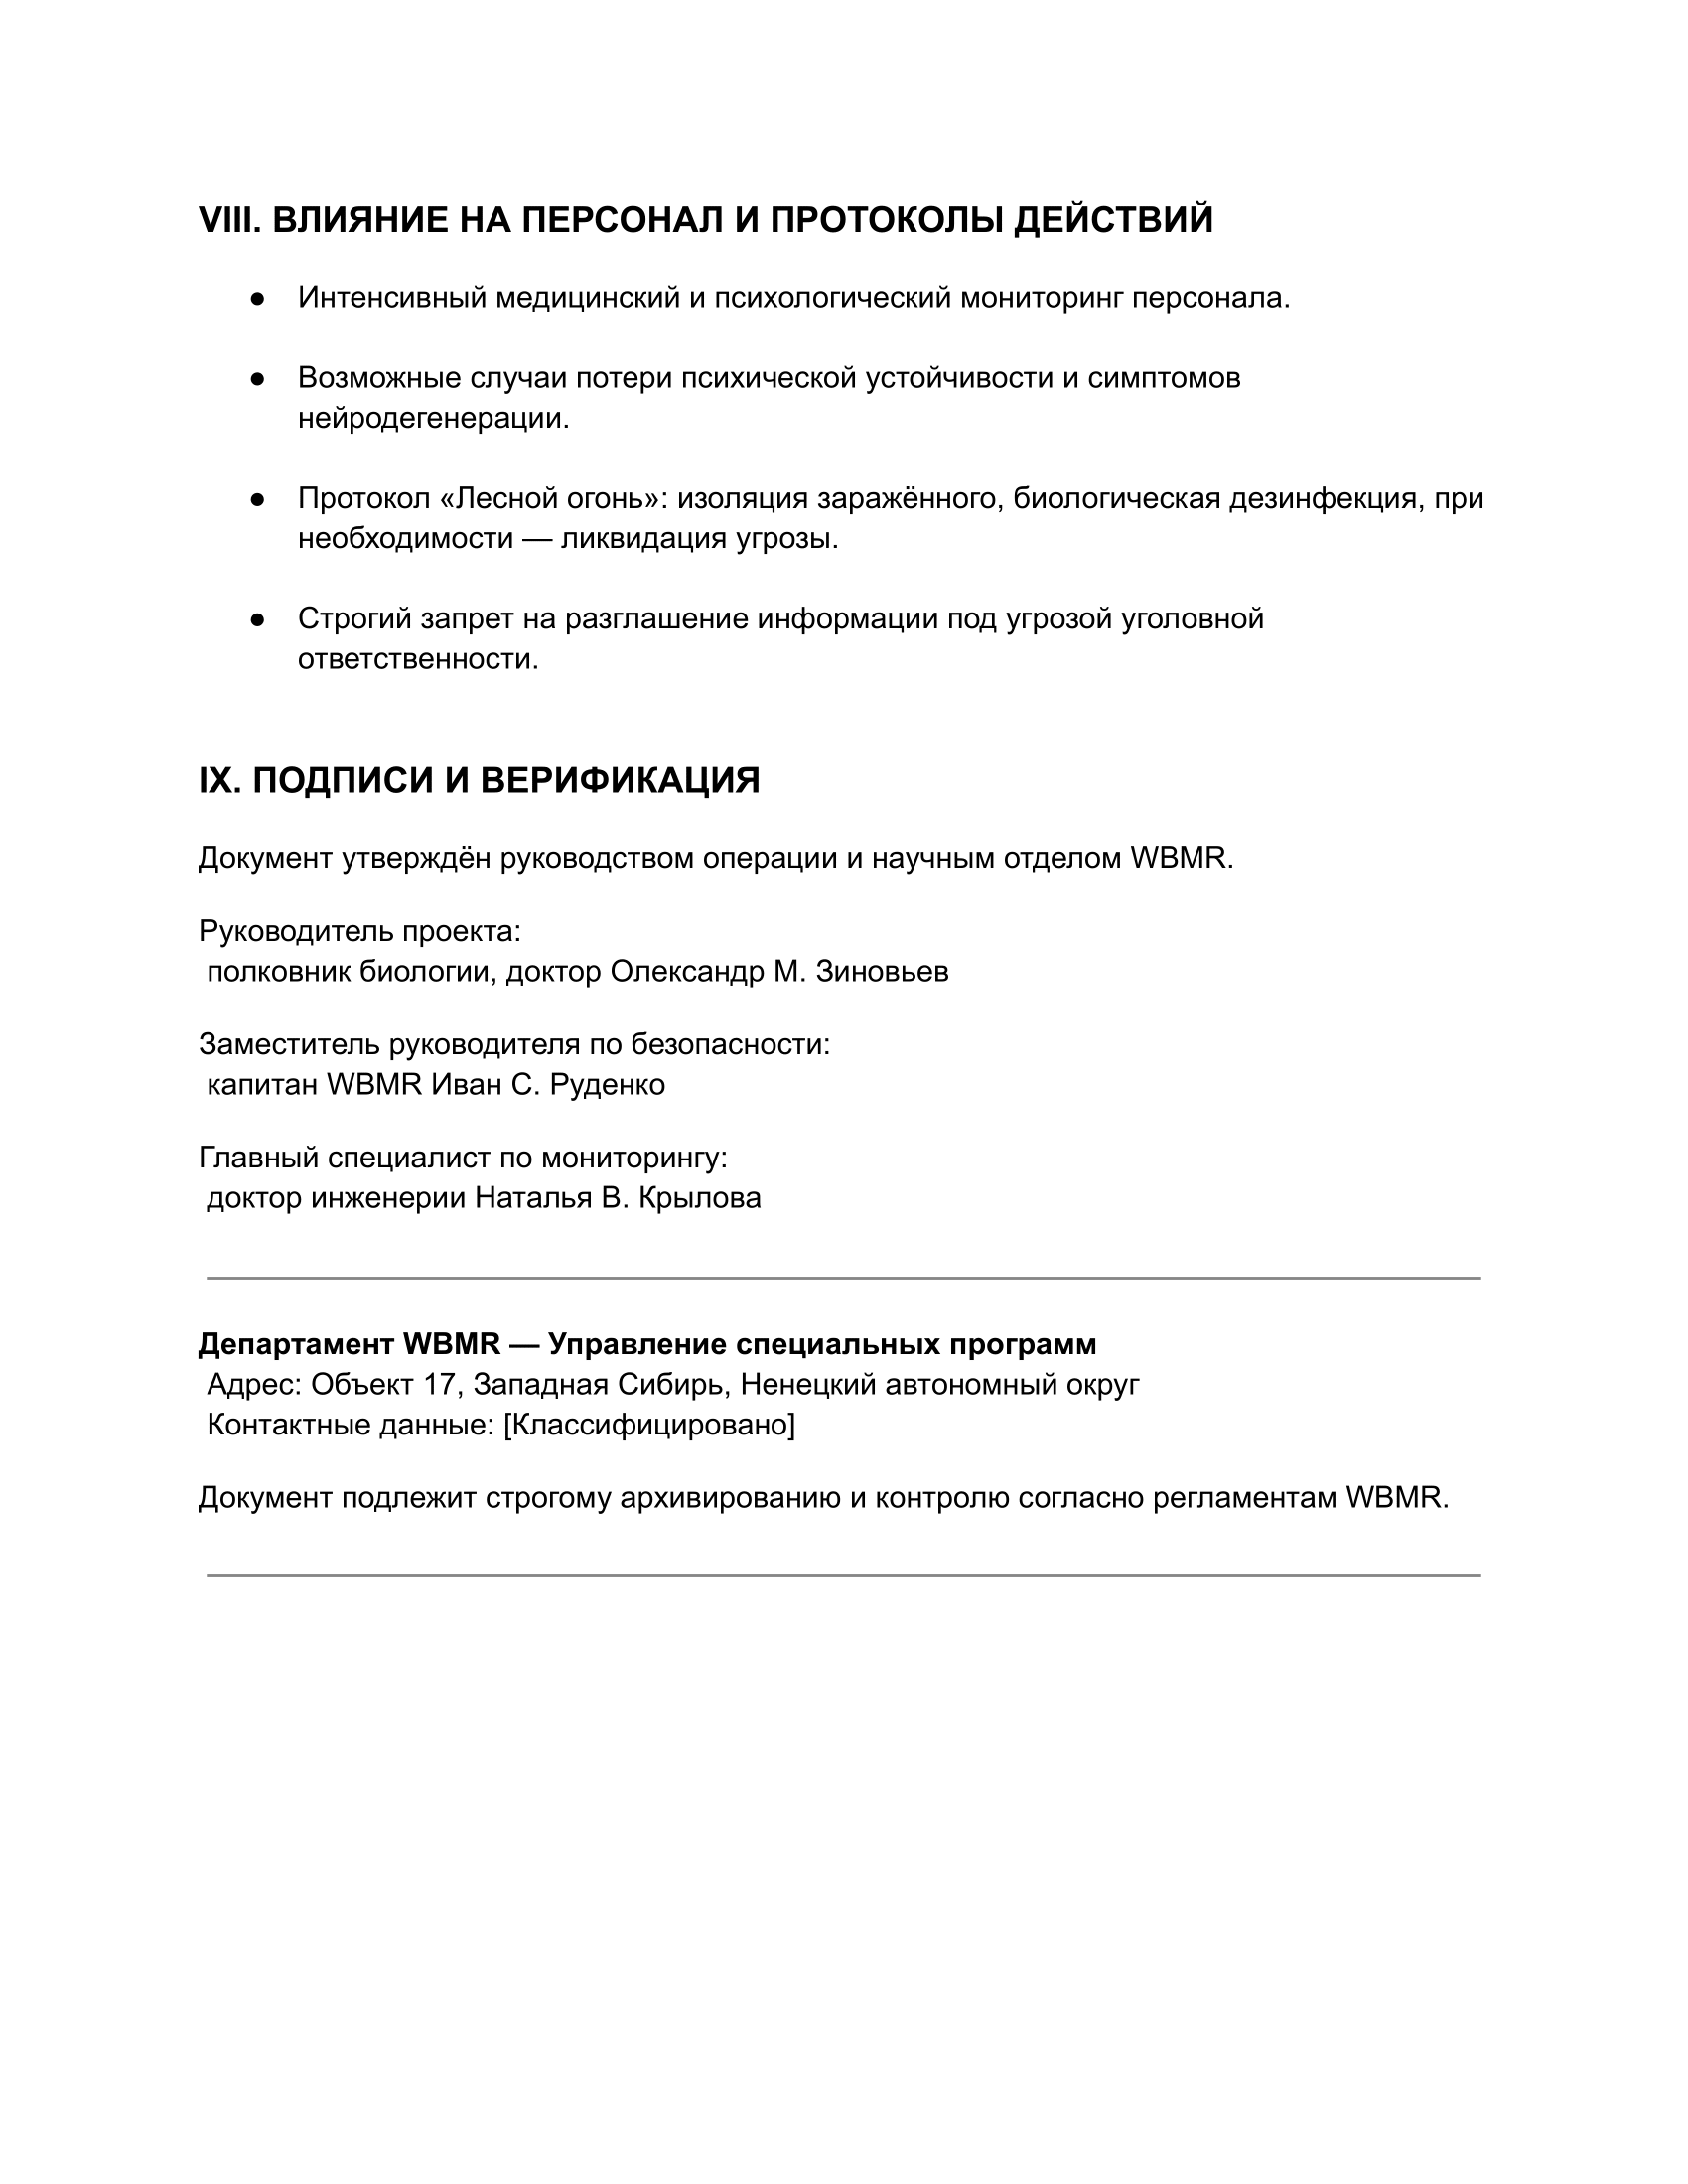 VIII. ВЛИЯНИЕ НА ПЕРСОНАЛ И ПРОТОКОЛЫ ДЕЙСТВИЙ
● Интенсивный медицинский и психологический мониторинг персонала.
● Возможные случаи потери психической устойчивости и симптомов
нейродегенерации.
● Протокол «Лесной огонь»: изоляция заражённого, биологическая дезинфекция, при
необходимости — ликвидация угрозы.
● Строгий запрет на разглашение информации под угрозой уголовной
ответственности.
IX. ПОДПИСИ И ВЕРИФИКАЦИЯ
Документ утверждён руководством операции и научным отделом WBMR.
Руководитель проекта:
полковник биологии, доктор Олександр М. Зиновьев
Заместитель руководителя по безопасности:
капитан WBMR Иван С. Руденко
Главный специалист по мониторингу:
доктор инженерии Наталья В. Крылова
Департамент WBMR — Управление специальных программ
Адрес: Объект 17, Западная Сибирь, Ненецкий автономный округ
Контактные данные: [Классифицировано]
Документ подлежит строгому архивированию и контролю согласно регламентам WBMR.